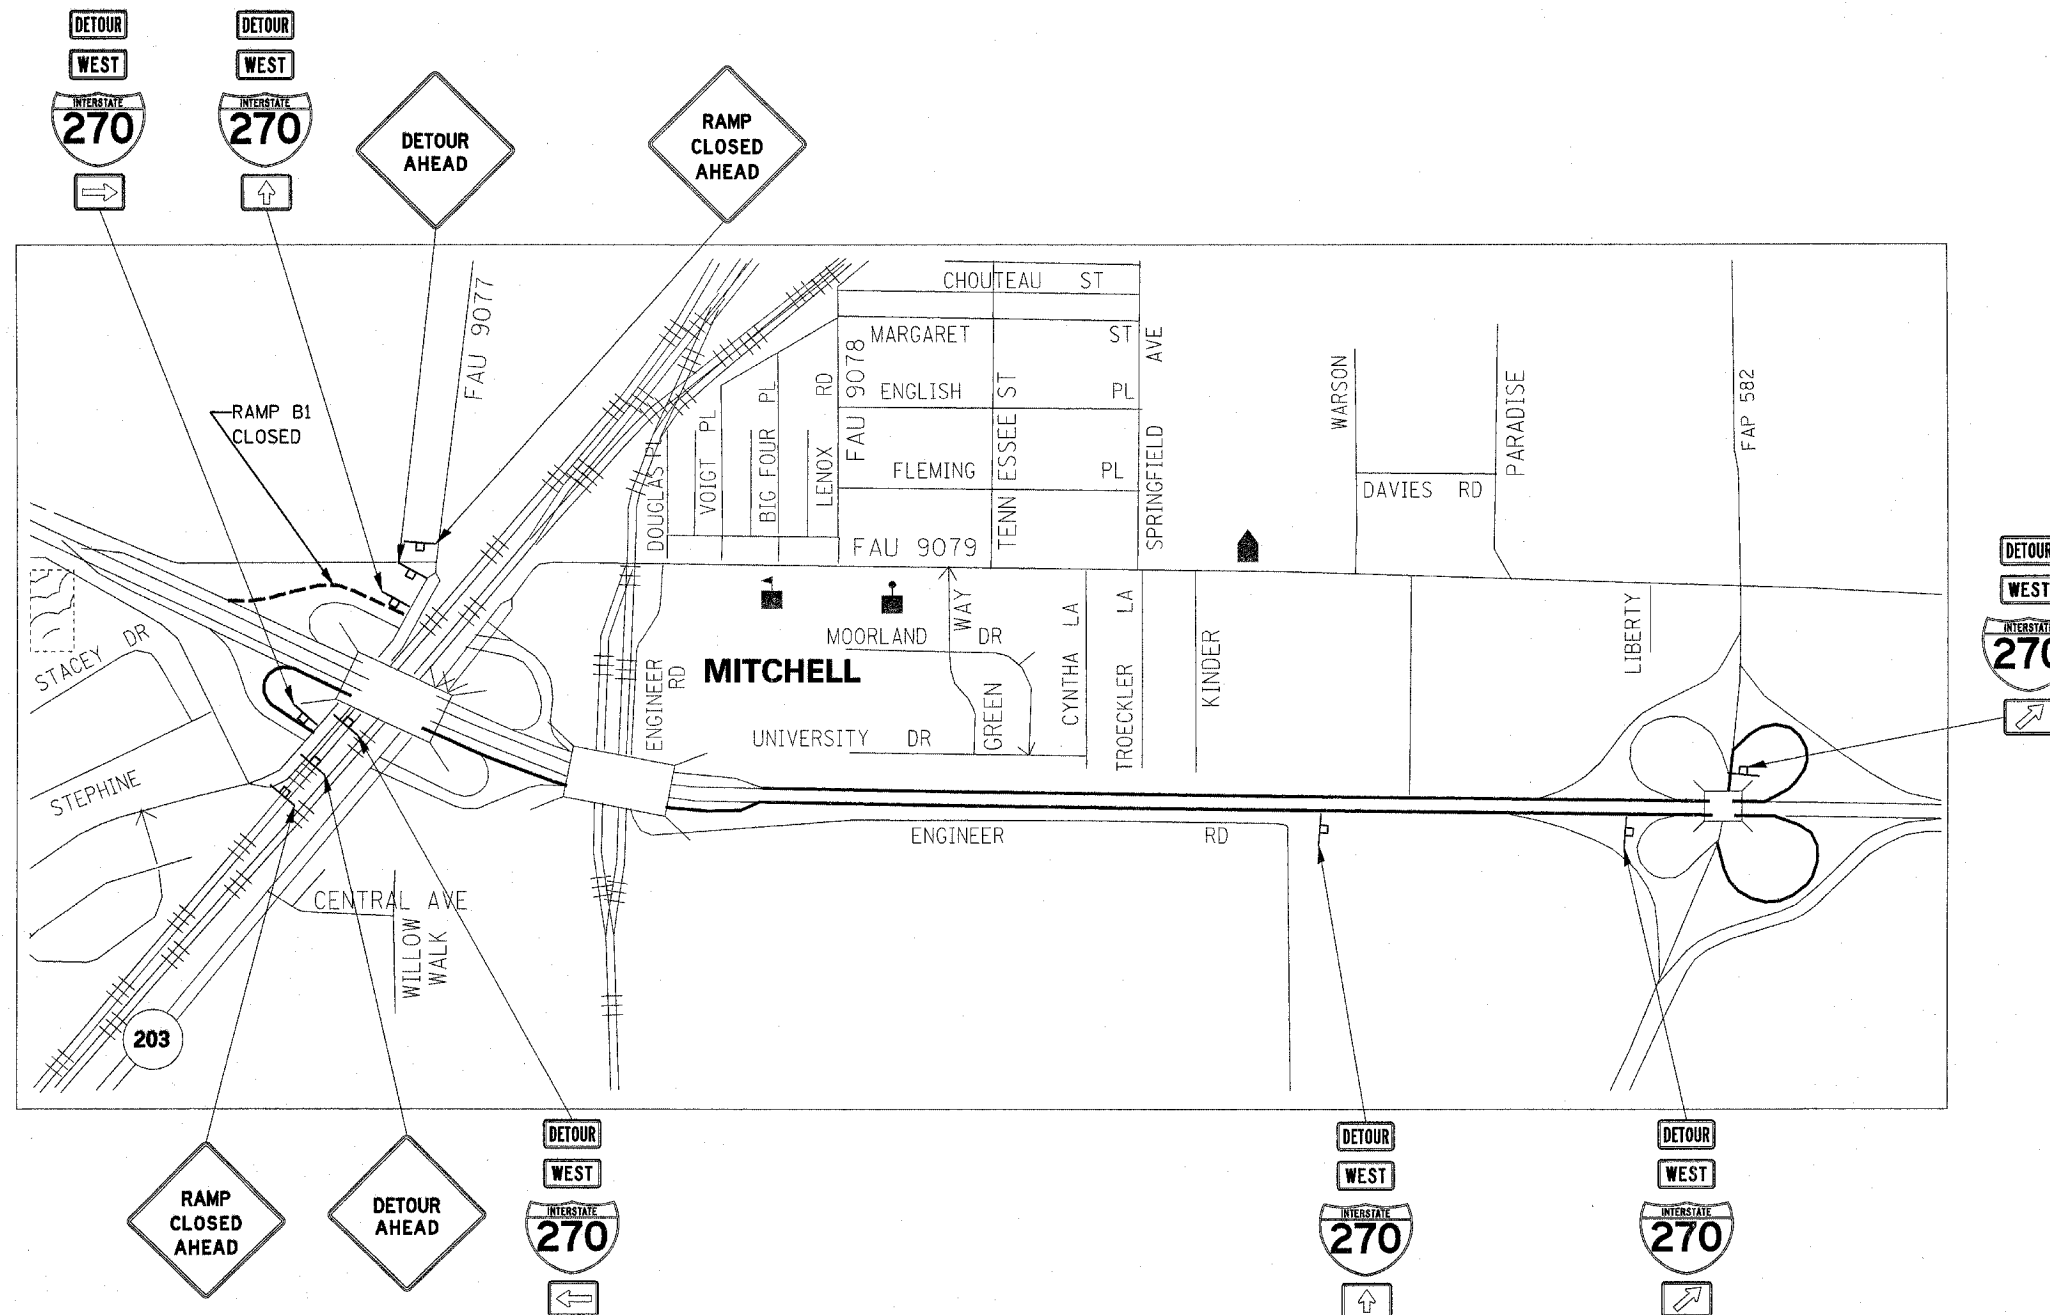 DETOUR
WEST
INTERSTATE
270
DETOUR
WEST
INTERSTATE
270
DETOUR
AHEAD
RAMP
CLOSED
AHEAD
RAMP B1
CLOSED
FAU 9077
CHOUTEAU ST
MARGARET ST
ENGLISH PL
FLEMING PL
FAU 9079
FAU 9078
DOUGLAS PL
VOIGT PL
BIG FOUR PL
LENOX RD
TENN ESSEE ST
SPRINGFIELD AVE
WARSON
DAVIES RD
PARADISE
FAP 582
STACEY DR
STEPHINE
ENGINEER
RD
MITCHELL
MOORLAND DR
UNIVERSITY DR
GREEN WAY
CYNTHA LA
TROECKLER LA
KINDER
LIBERTY
ENGINEER RD
CENTRAL AVE
WILLOW
WALK
203
DETOUR
WEST
INTERSTATE
270
RAMP
CLOSED
AHEAD
DETOUR
AHEAD
DETOUR
WEST
INTERSTATE
270
DETOUR
WEST
INTERSTATE
270
DETOUR
WEST
INTERSTATE
270